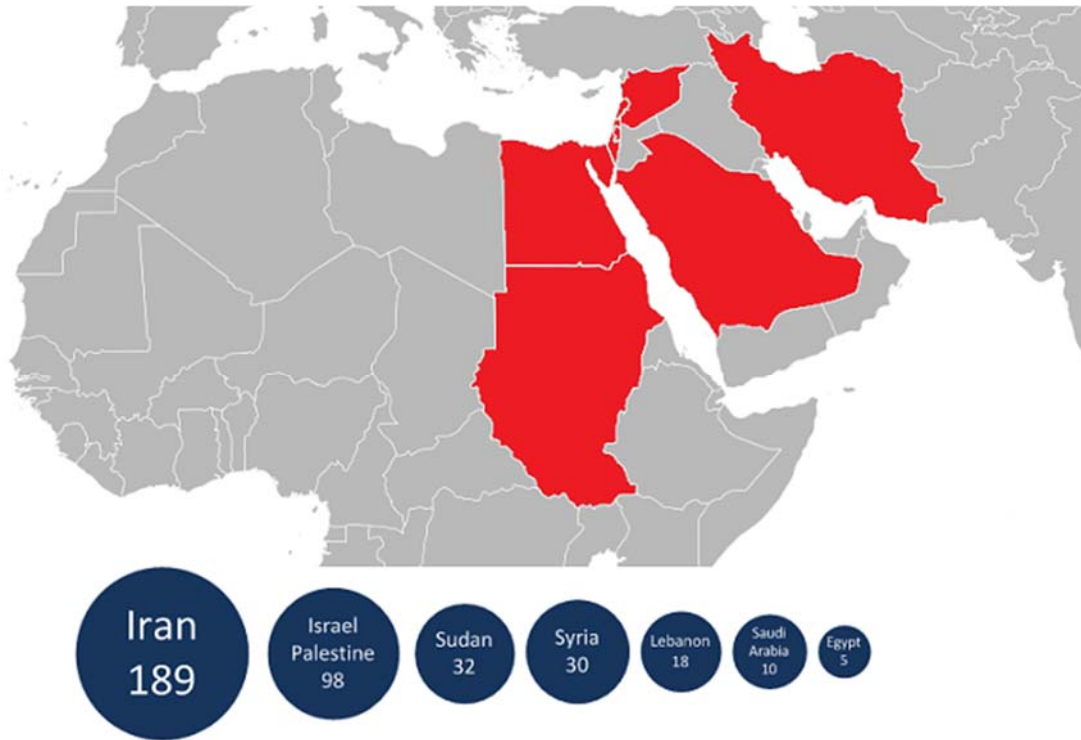 Iran
189
Israel
Palestine
98
Sudan
32
Syria
30
Lebanon
18
Saudi
Arabia
10
Egypt
5